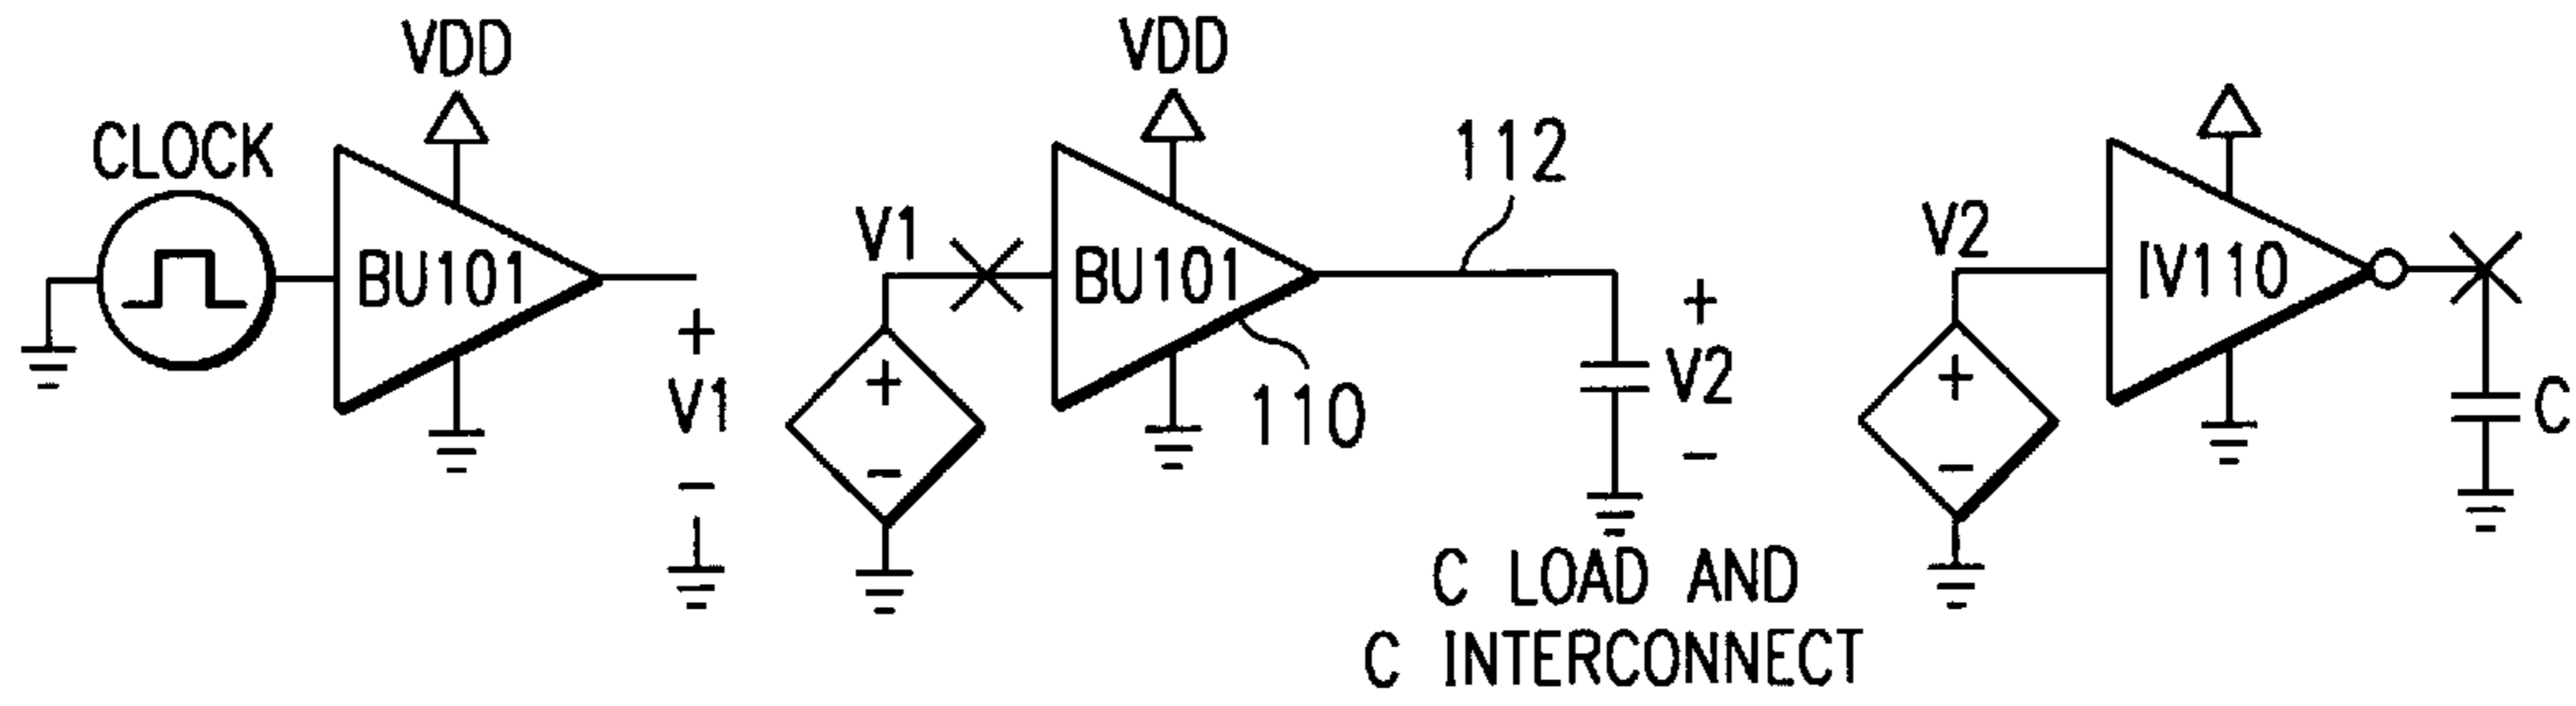 VDD
CLOCK
BU101
+
V1
−
VDD
V1
BU101
+
−
110
112
+
V2
−
C LOAD AND
C INTERCONNECT
V2
IV110
+
−
C